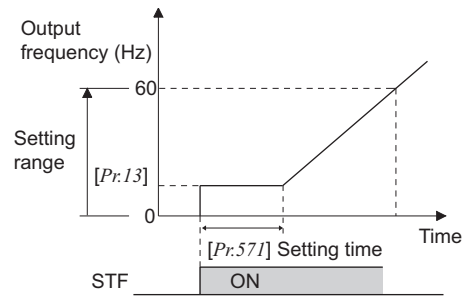 Output
frequency (Hz)
60
Setting
range
[Pr.13]
0
Time
[Pr.571] Setting time
STF ON